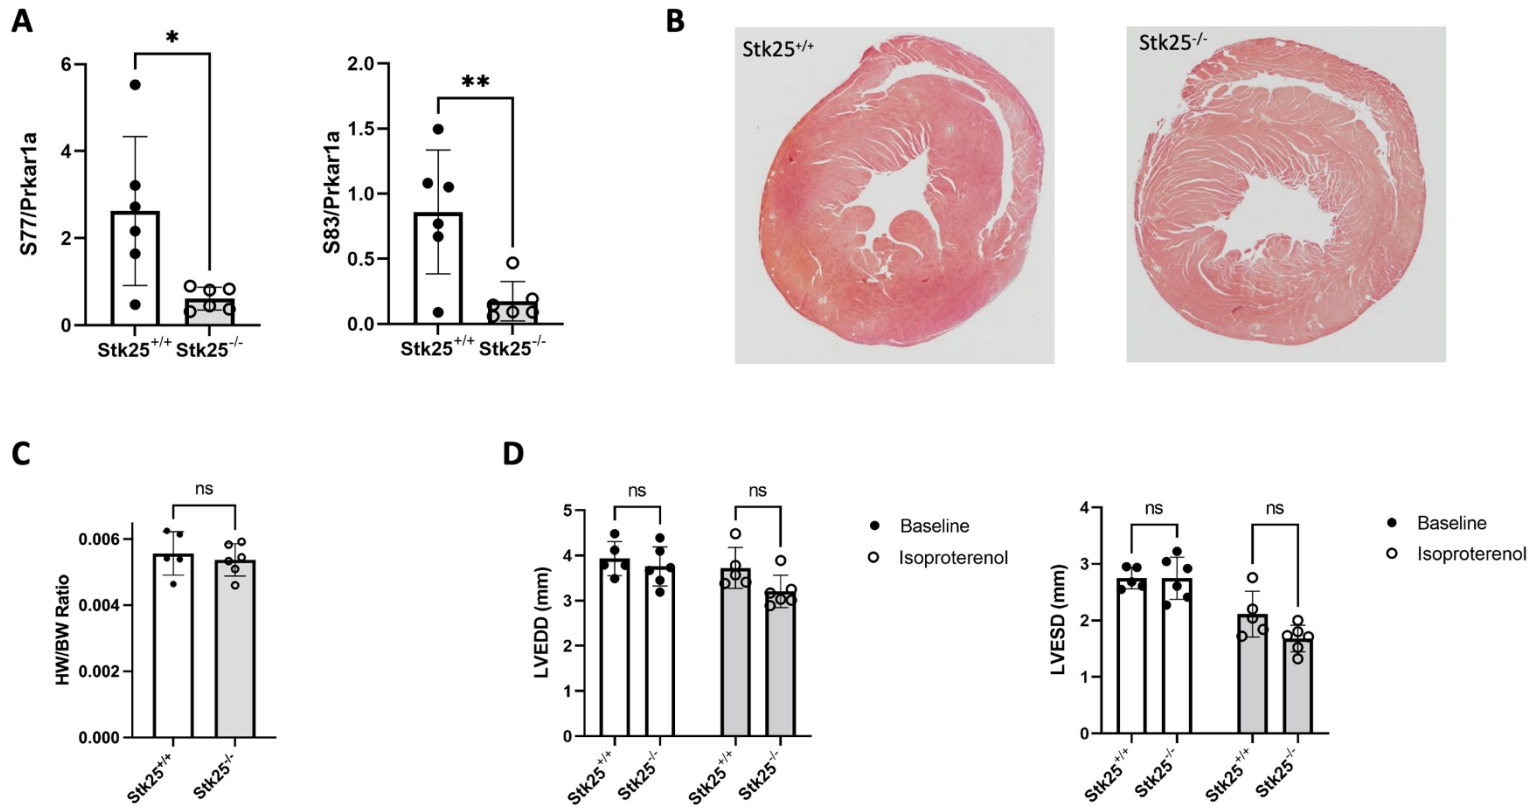 A
S77/Prkar1a
6
4
2
0
*
Stk25+/+ Stk25-/-
S83/Prkar1a
2.0
1.5
1.0
0.5
0.0
**
Stk25+/+ Stk25-/-
B
Stk25+/+
Stk25-/-
C
HW/BW Ratio
0.006
0.004
0.002
0.000
ns
Stk25+/+
Stk25-/-
D
LVEDD (mm)
5
4
3
2
1
0
ns
ns
Stk25+/+
Stk25-/-
Stk25+/+
Stk25-/-
Baseline
Isoproterenol
LVESD (mm)
4
3
2
1
0
ns
ns
Stk25+/+
Stk25-/-
Stk25+/+
Stk25-/-
Baseline
Isoproterenol